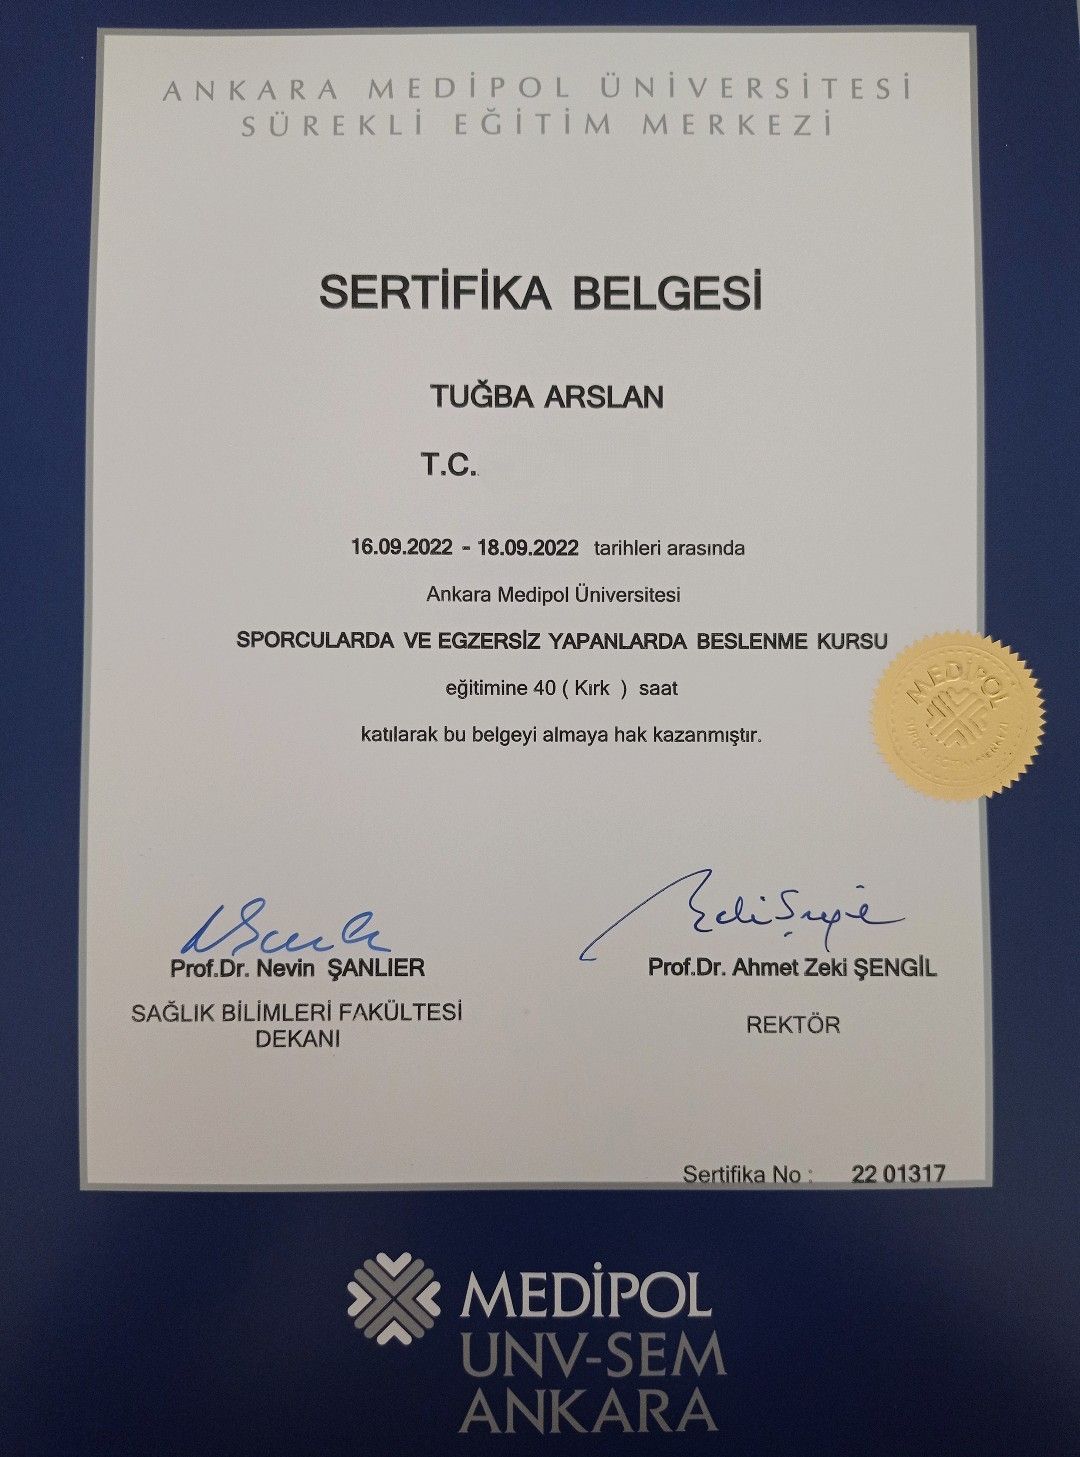 ANKARA MEDİPOL ÜNİVERSİTESİ
SÜREKLİ EĞİTİM MERKEZİ
SERTİFİKA BELGESİ
TUĞBA ARSLAN
T.C.
16.09.2022 - 18.09.2022 tarihleri arasında
Ankara Medipol Üniversitesi
SPORCULARDA VE EGZERSİZ YAPANLARDA BESLENME KURSU
eğitimine 40 ( Kırk ) saat
katılarak bu belgeyi almaya hak kazanmıştır.
MEDİPOL
Prof.Dr. Nevin ŞANLIER
SAĞLIK BİLİMLERİ FAKÜLTESİ
DEKANI
Prof.Dr. Ahmet Zeki ŞENGİL
REKTÖR
Sertifika No : 22 01317
MEDİPOL
UNV-SEM
ANKARA